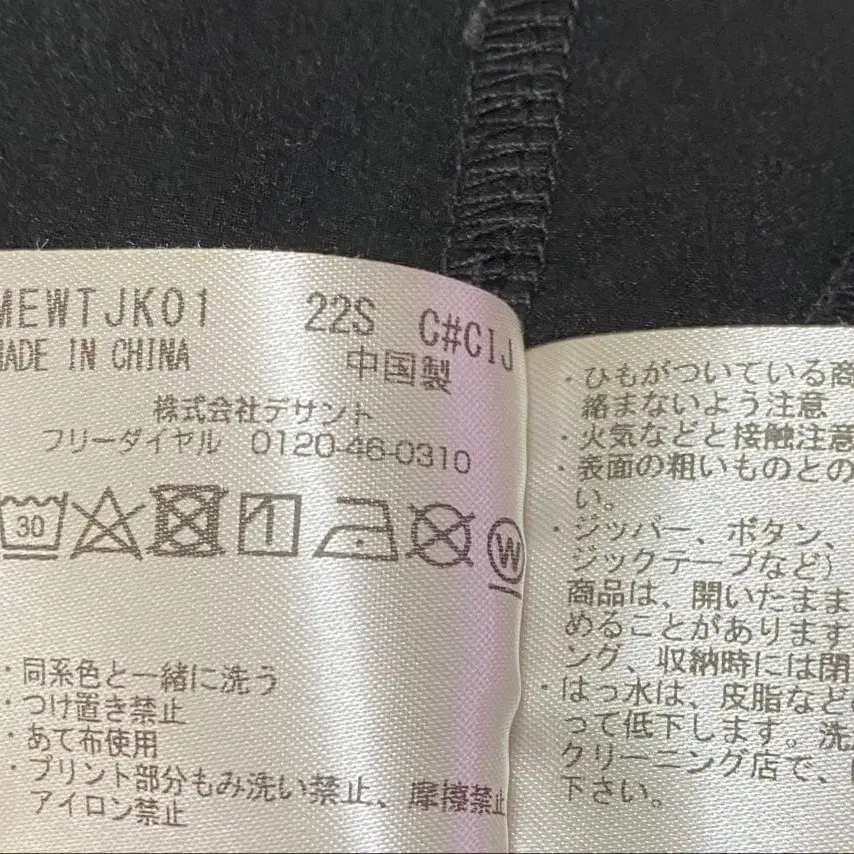 MEWTJK01 22S C#CIJ
MADE IN CHINA 中国製
株式会社デサント
フリーダイヤル 0120-46-0310
30
W
・同系色と一緒に洗う
・つけ置き禁止
・あて布使用
・プリント部分もみ洗い禁止、摩擦禁止
アイロン禁止
・ひもがついている商
絡まないよう注意
・火気などと接触注意
・表面の粗いものとの
い。
・ジッパー、ボタン、
ジックテープなど）
商品は、開いたまま
めることがあります
ング、収納時には閉
・はっ水は、皮脂など
って低下します。洗
クリーニング店で、
下さい。